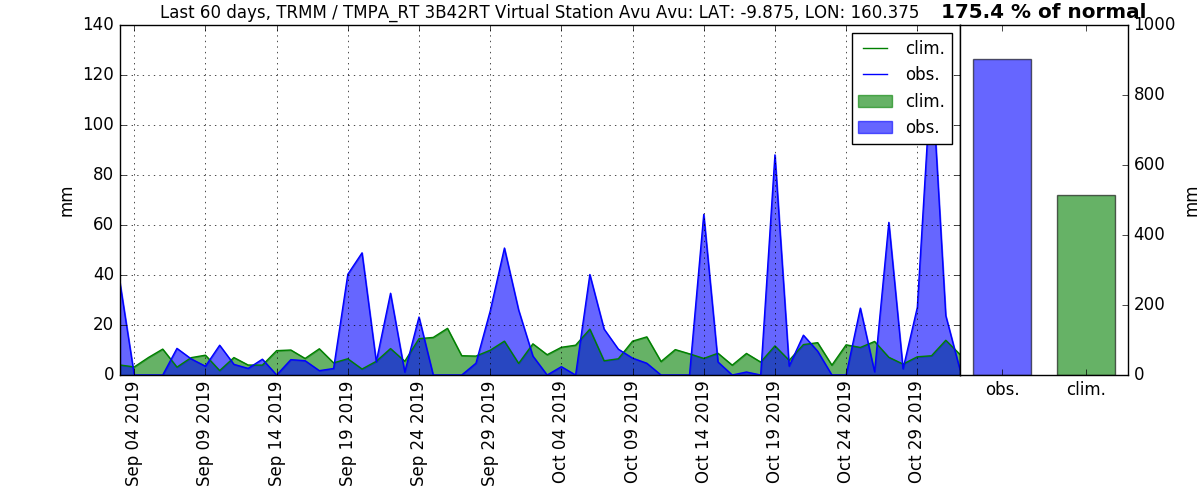 Last 60 days, TRMM / TMPA_RT 3B42RT Virtual Station Avu Avu: LAT: -9.875, LON: 160.375
175.4 % of normal
140
120
100
80
60
40
20
0
mm
clim.
obs.
clim.
obs.
1000
800
600
400
200
0
mm
Sep 04 2019
Sep 09 2019
Sep 14 2019
Sep 19 2019
Sep 24 2019
Sep 29 2019
Oct 04 2019
Oct 09 2019
Oct 14 2019
Oct 19 2019
Oct 24 2019
Oct 29 2019
obs.
clim.